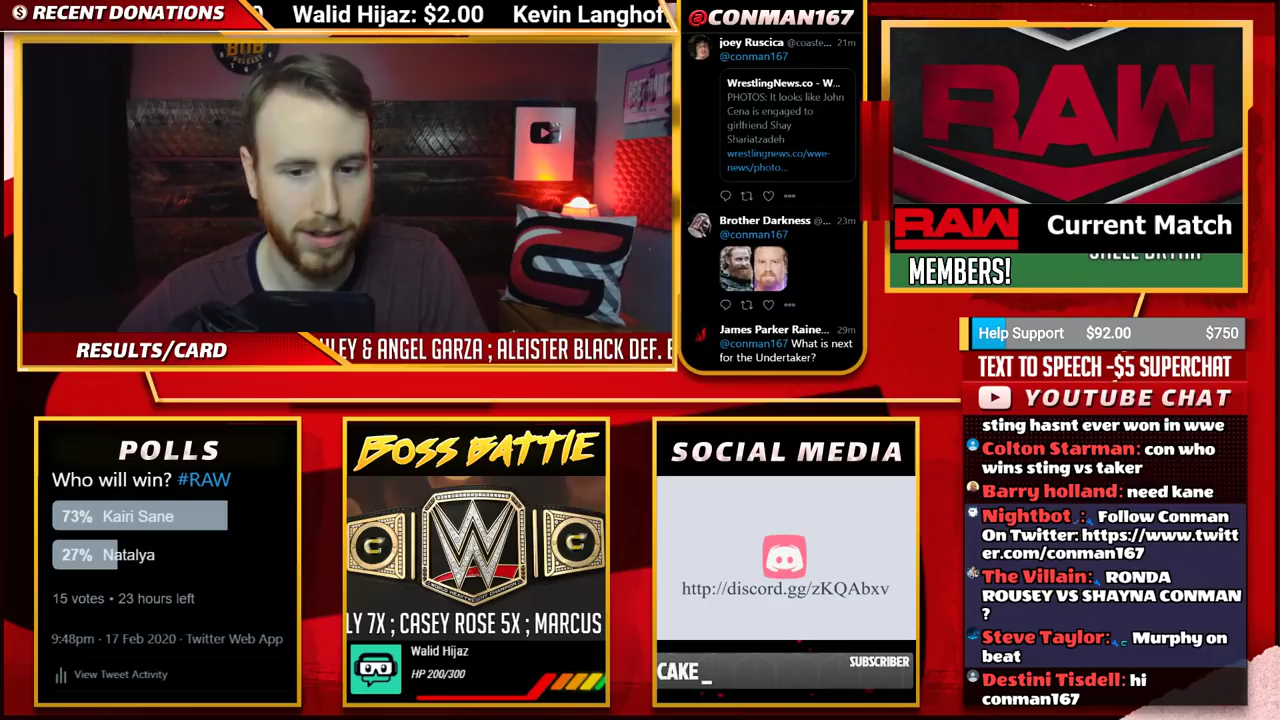 RECENT DONATIONS
Walid Hijaz: $2.00 Kevin Langhof
RESULTS/CARD
HLEY & ANGEL GARZA ; ALEISTER BLACK DEF.
@CONMAN167
joey Ruscica @coaste... 21m
@conman167
WrestlingNews.co - W...
PHOTOS: It looks like John
Cena is engaged to
girlfriend Shay
Shariatzadeh
wrestlingnews.co/wwe-
news/photo...
Brother Darkness @... 23m
@conman167
James Parker Raine... 29m
@conman167 What is next
for the Undertaker?
RAW
RAW
Current Match
MEMBERS!
Help Support $92.00 $750
TEXT TO SPEECH -$5 SUPERCHAT
YOUTUBE CHAT
sting hasnt ever won in wwe
Colton Starman: con who
wins sting vs taker
Barry holland: need kane
Nightbot : Follow Conman
On Twitter: https://www.twitt
er.com/conman167
The Villain: RONDA
ROUSEY VS SHAYNA CONMAN
?
Steve Taylor: Murphy on
beat
Destini Tisdell: hi
conman167
POLLS
Who will win? #RAW
73% Kairi Sane
27% Natalya
15 votes • 23 hours left
9:48pm · 17 Feb 2020 · Twitter Web App
View Tweet Activity
BOSS BATTLE
LY 7X ; CASEY ROSE 5X ; MARCUS
Walid Hijaz
HP 200/300
SOCIAL MEDIA
http://discord.gg/zKQAbxv
CAKE_
SUBSCRIBER